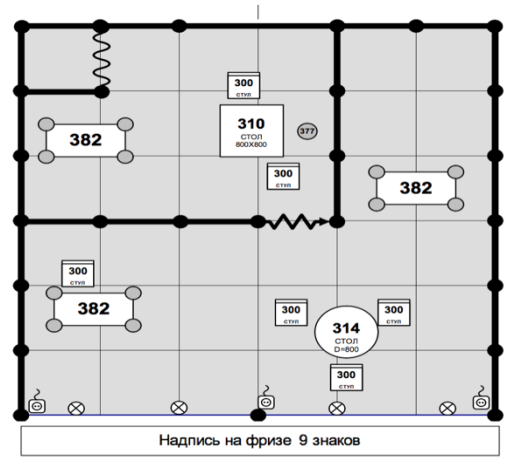 300
СТУЛ
310
СТОЛ
800X800
377
382
300
СТУЛ
382
300
СТУЛ
382
300
СТУЛ
314
СТОЛ
D=800
300
СТУЛ
300
СТУЛ
Надпись на фризе 9 знаков